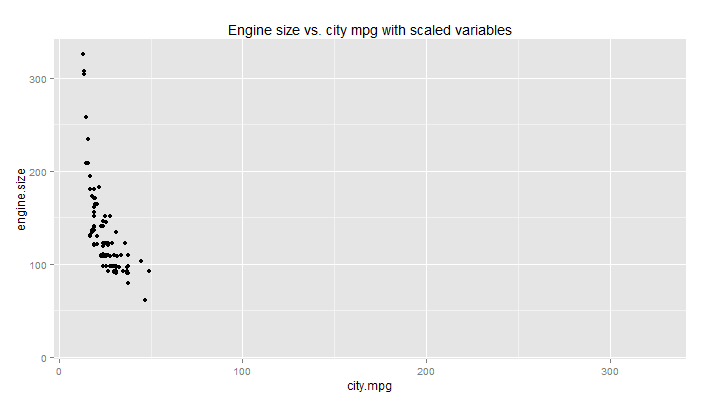 Engine size vs. city mpg with scaled variables
engine.size
300
200
100
0
0 100 200 300
city.mpg